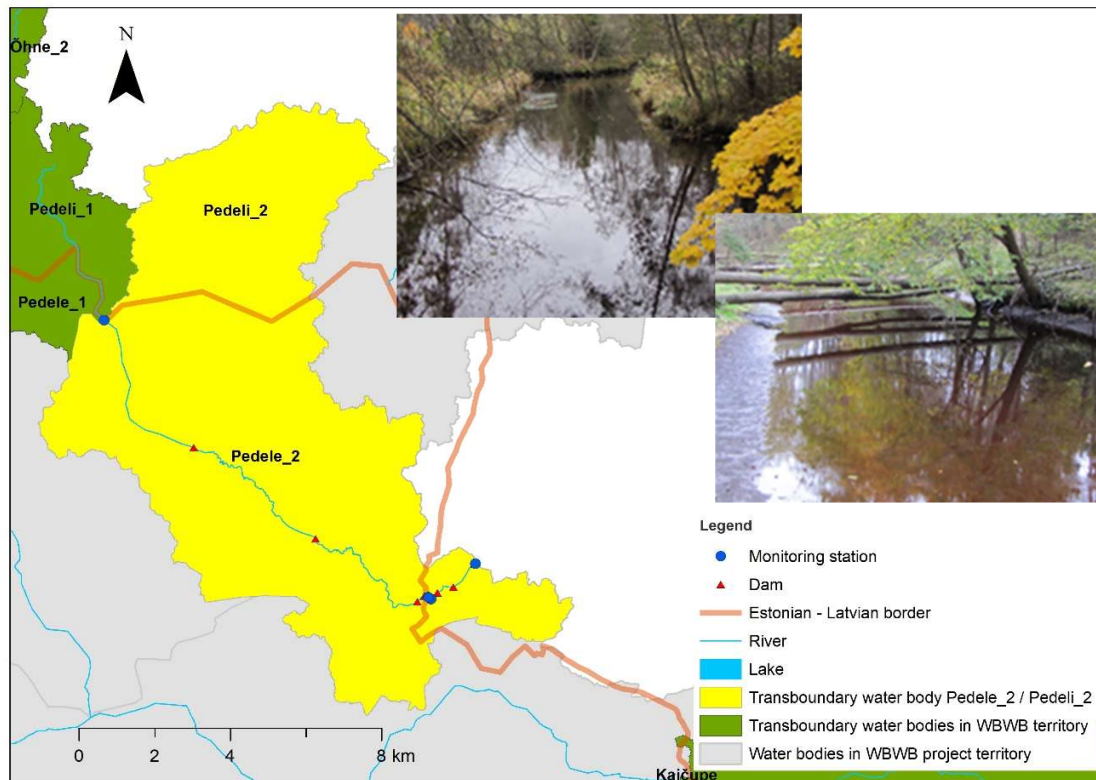 Õhne_2
N
Pedeli_1
Pedeli_2
Pedele_1
Pedele_2
Legend
Monitoring station
Dam
Estonian - Latvian border
River
Lake
Transboundary water body Pedele_2 / Pedeli_2
Transboundary water bodies in WBWB territory
Water bodies in WBWB project territory
0 2 4 8 km
Kaičupe